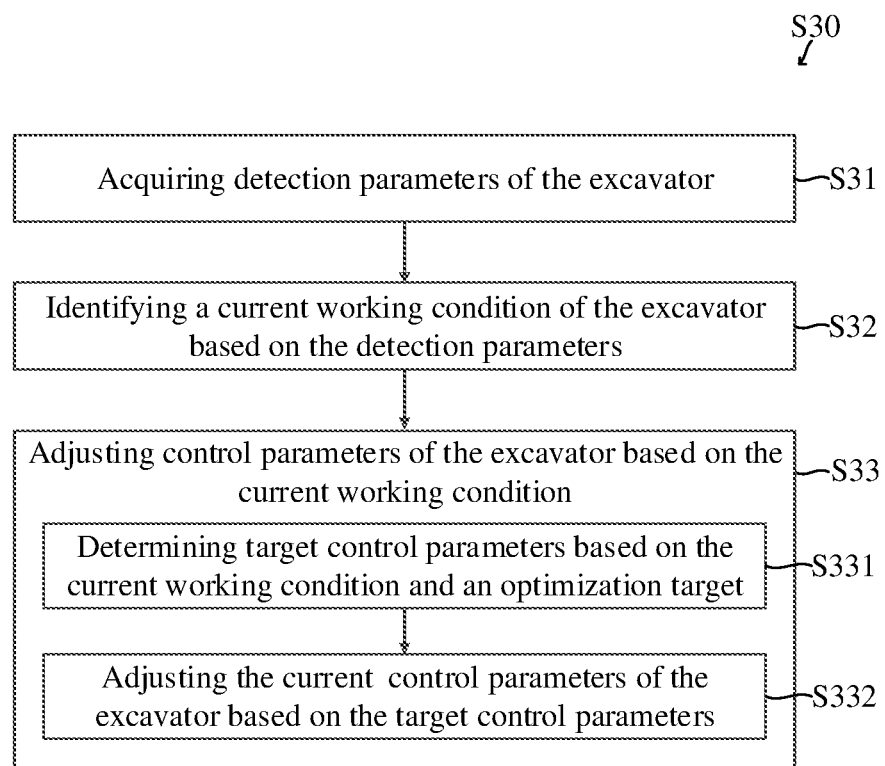 S30
Acquiring detection parameters of the excavator
S31
Identifying a current working condition of the excavator
based on the detection parameters
S32
Adjusting control parameters of the excavator based on the
current working condition
S33
Determining target control parameters based on the
current working condition and an optimization target
S331
Adjusting the current control parameters of the
excavator based on the target control parameters
S332